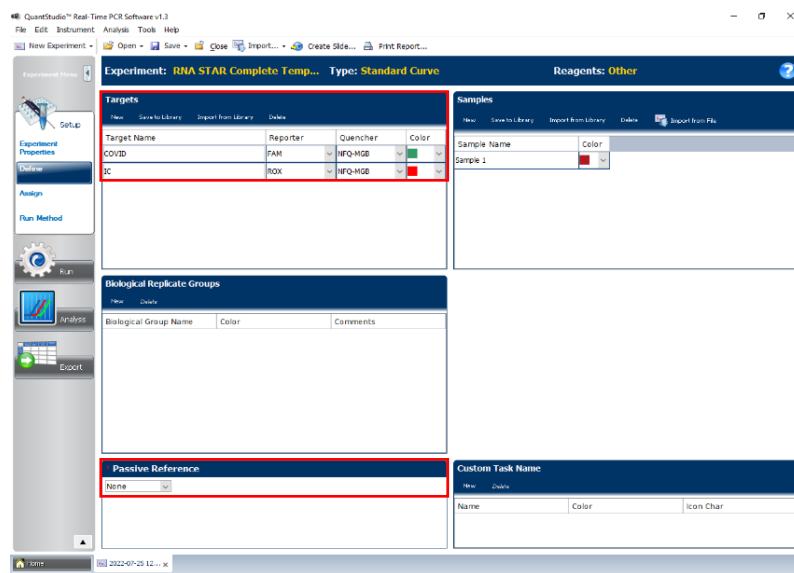 QuantStudio™ Real-Time PCR Software v1.3
File Edit Instrument Analysis Tools Help
New Experiment Open Save Close Import... Create Slide... Print Report...
Experiment Menu
Experiment: RNA STAR Complete Temp... Type: Standard Curve Reagents: Other
?
Setup
Experiment Properties
Define
Assign
Run Method
Run
Analysis
Export
Targets
New Save to Library Import from Library Delete
Target Name Reporter Quencher Color
COVID FAM NFQ-MGB
IC ROX NFQ-MGB
Samples
New Save to Library Import from Library Delete Import from File
Sample Name Color
Sample 1
Biological Replicate Groups
New Delete
Biological Group Name Color Comments
* Passive Reference
None
Custom Task Name
New Delete
Name Color Icon Char
Home 2022-07-25 12... x